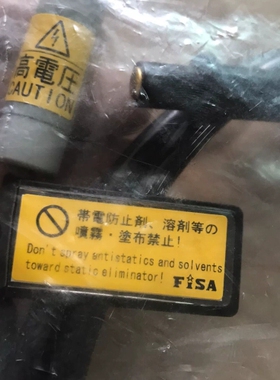 高電圧
CAUTION
帯電防止剤、溶剤等の
噴霧・塗布禁止!
Don't spray antistatics and solvents
toward static eliminator! FiSA